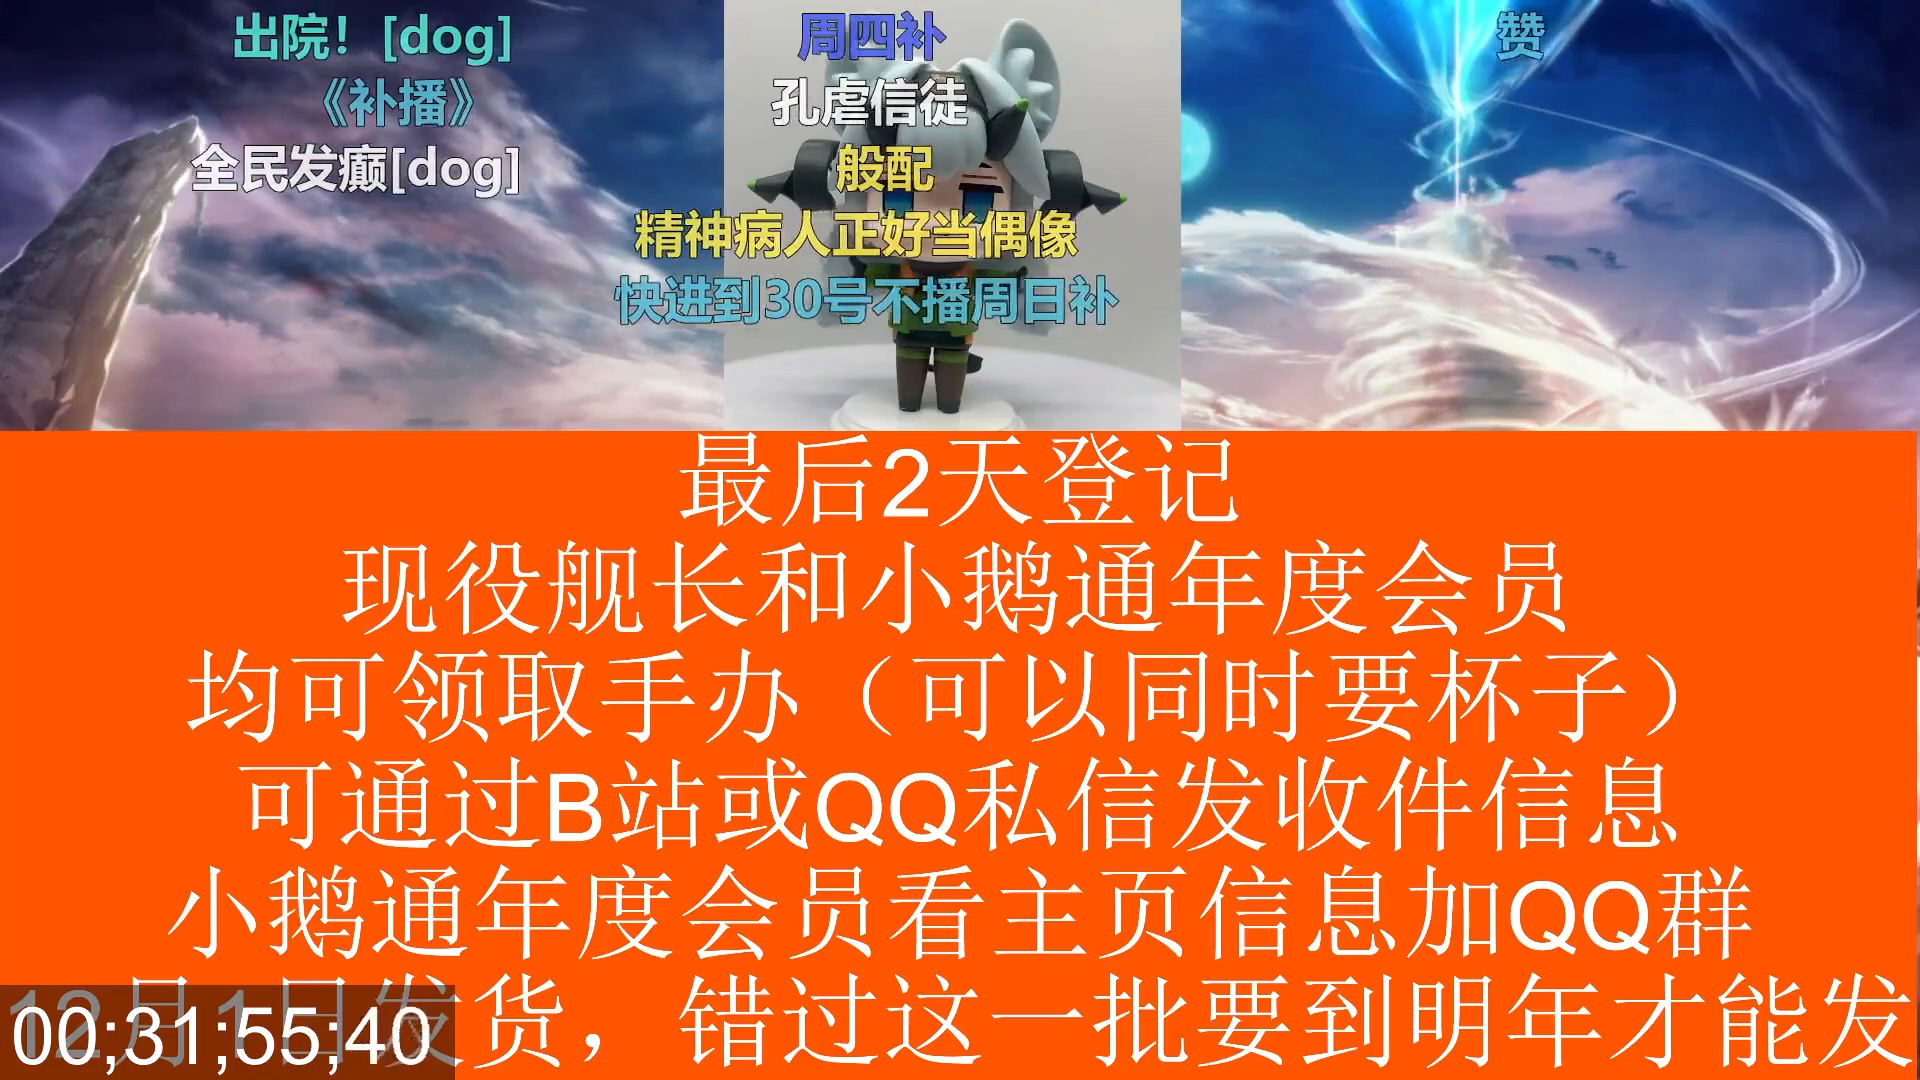 出院！[dog]
《补播》
全民发癫[dog]
周四补
孔虐信徒
般配
精神病人正好当偶像
快进到30号不播周日补
赞
最后2天登记
现役舰长和小鹅通年度会员
均可领取手办（可以同时要杯子）
可通过B站或QQ私信发收件信息
小鹅通年度会员看主页信息加QQ群
12月1日发货，错过这一批要到明年才能发
00;31;55;40